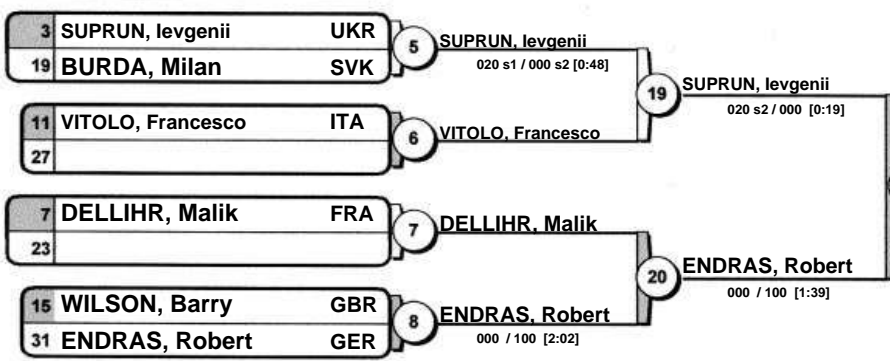 3 SUPRUN, Ievgenii UKR
19 BURDA, Milan SVK
5
SUPRUN, Ievgenii
020 s1 / 000 s2 [0:48]
11 VITOLO, Francesco ITA
27
6
VITOLO, Francesco
19
SUPRUN, Ievgenii
020 s2 / 000 [0:19]
7 DELLIHR, Malik FRA
23
7
DELLIHR, Malik
15 WILSON, Barry GBR
31 ENDRAS, Robert GER
8
ENDRAS, Robert
000 / 100 [2:02]
20
ENDRAS, Robert
000 / 100 [1:39]